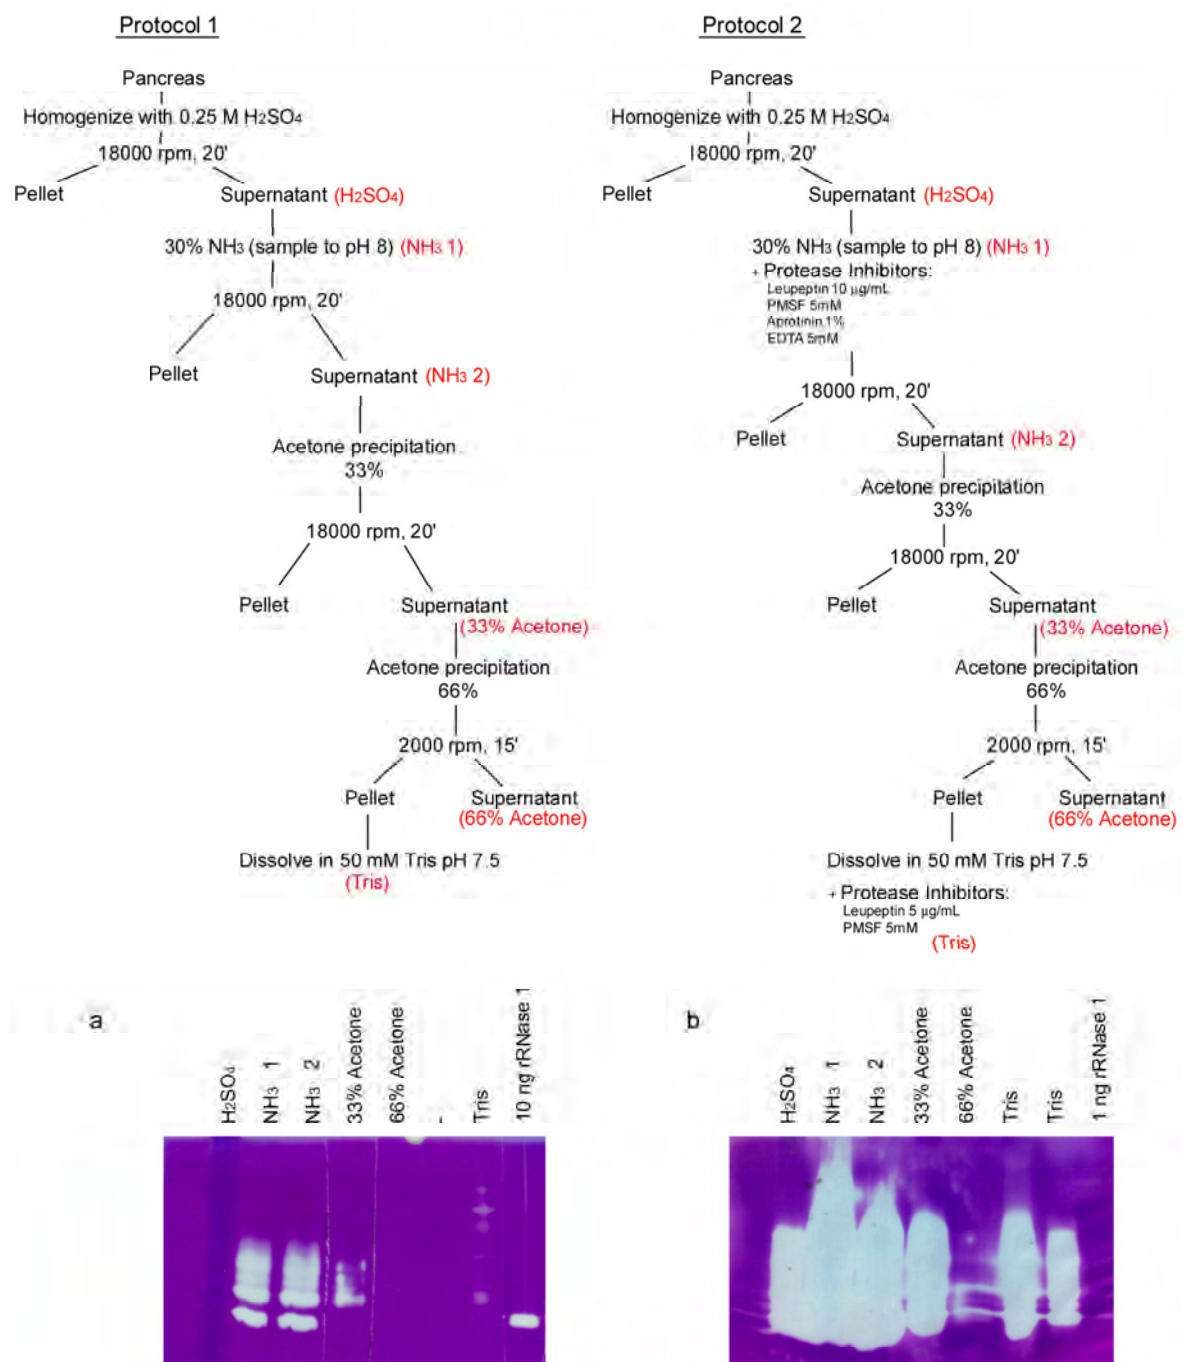 Protocol 1
Pancreas
Homogenize with 0.25 M H2SO4
18000 rpm, 20'
Pellet
Supernatant (H2SO4)
30% NH3 (sample to pH 8) (NH3 1)
18000 rpm, 20'
Pellet
Supernatant (NH3 2)
Acetone precipitation
33%
18000 rpm, 20'
Pellet
Supernatant
(33% Acetone)
Acetone precipitation
66%
2000 rpm, 15'
Pellet
Supernatant
(66% Acetone)
Dissolve in 50 mM Tris pH 7.5
(Tris)
Protocol 2
Pancreas
Homogenize with 0.25 M H2SO4
18000 rpm, 20'
Pellet
Supernatant (H2SO4)
30% NH3 (sample to pH 8) (NH3 1)
+ Protease Inhibitors:
Leupeptin 10 µg/mL
PMSF 5mM
Aprotinin 1%
EDTA 5mM
18000 rpm, 20'
Pellet
Supernatant (NH3 2)
Acetone precipitation
33%
18000 rpm, 20'
Pellet
Supernatant
(33% Acetone)
Acetone precipitation
66%
2000 rpm, 15'
Pellet
Supernatant
(66% Acetone)
Dissolve in 50 mM Tris pH 7.5
+ Protease Inhibitors:
Leupeptin 5 µg/mL
PMSF 5mM
(Tris)
a
H2SO4
NH3 1
NH3 2
33% Acetone
66% Acetone
-
Tris
10 ng rRNase 1
b
H2SO4
NH3 1
NH3 2
33% Acetone
66% Acetone
Tris
Tris
1 ng rRNase 1